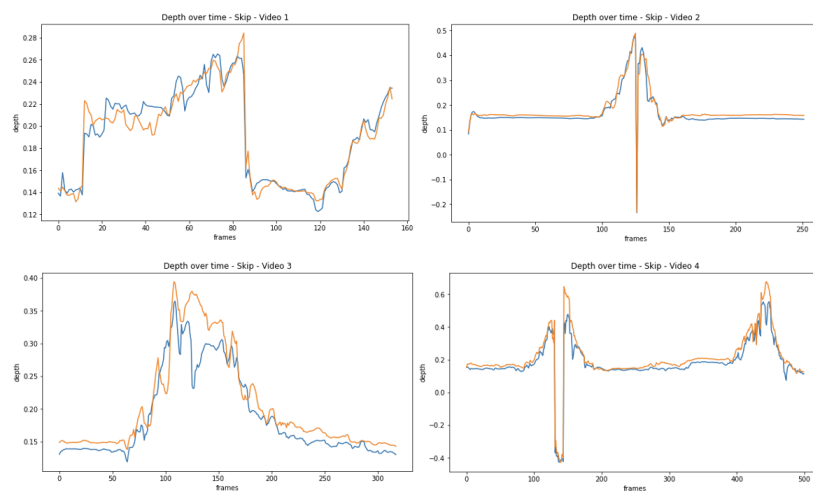 Depth over time - Skip - Video 1
0.28
0.26
0.24
0.22
0.20
0.18
0.16
0.14
0.12
depth
0 20 40 60 80 100 120 140 160
frames
Depth over time - Skip - Video 2
0.5
0.4
0.3
0.2
0.1
0.0
-0.1
-0.2
depth
0 50 100 150 200 250
frames
Depth over time - Skip - Video 3
0.40
0.35
0.30
0.25
0.20
0.15
depth
0 50 100 150 200 250 300
frames
Depth over time - Skip - Video 4
0.6
0.4
0.2
0.0
-0.2
-0.4
depth
0 100 200 300 400 500
frames